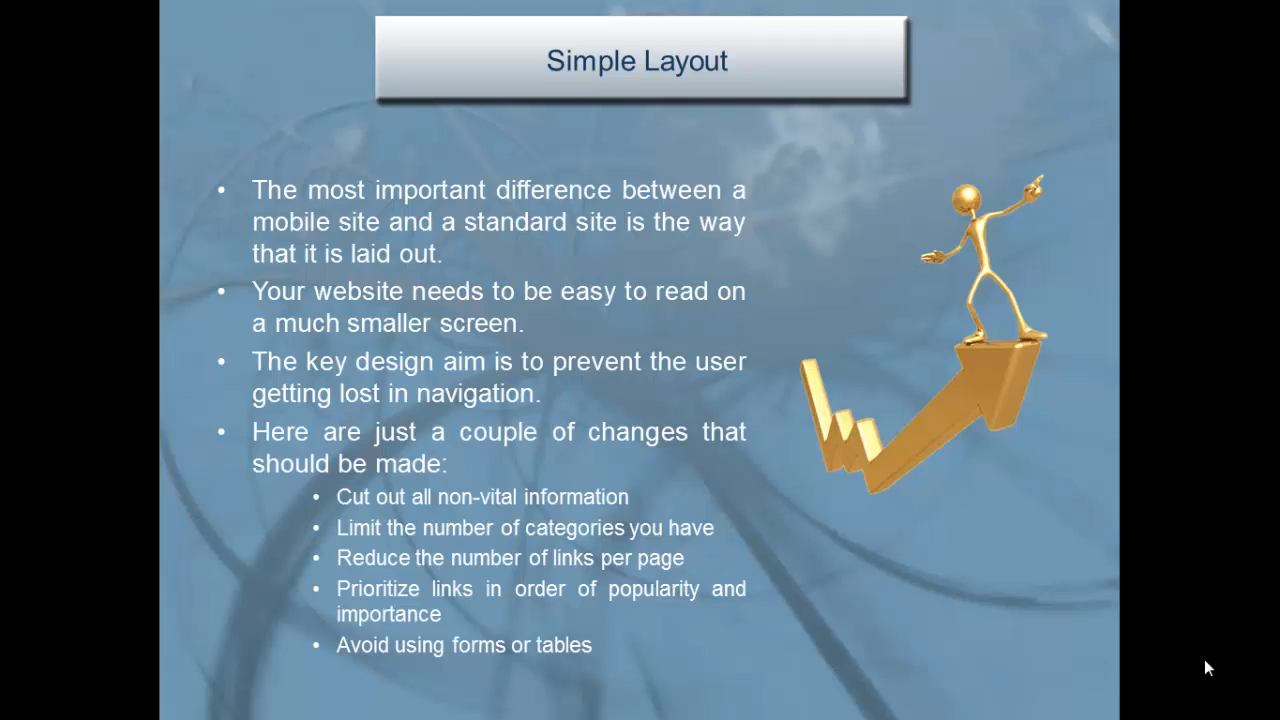 Simple Layout
• The most important difference between a
mobile site and a standard site is the way
that it is laid out.
• Your website needs to be easy to read on
a much smaller screen.
• The key design aim is to prevent the user
getting lost in navigation.
• Here are just a couple of changes that
should be made:
• Cut out all non-vital information
• Limit the number of categories you have
• Reduce the number of links per page
• Prioritize links in order of popularity and
importance
• Avoid using forms or tables